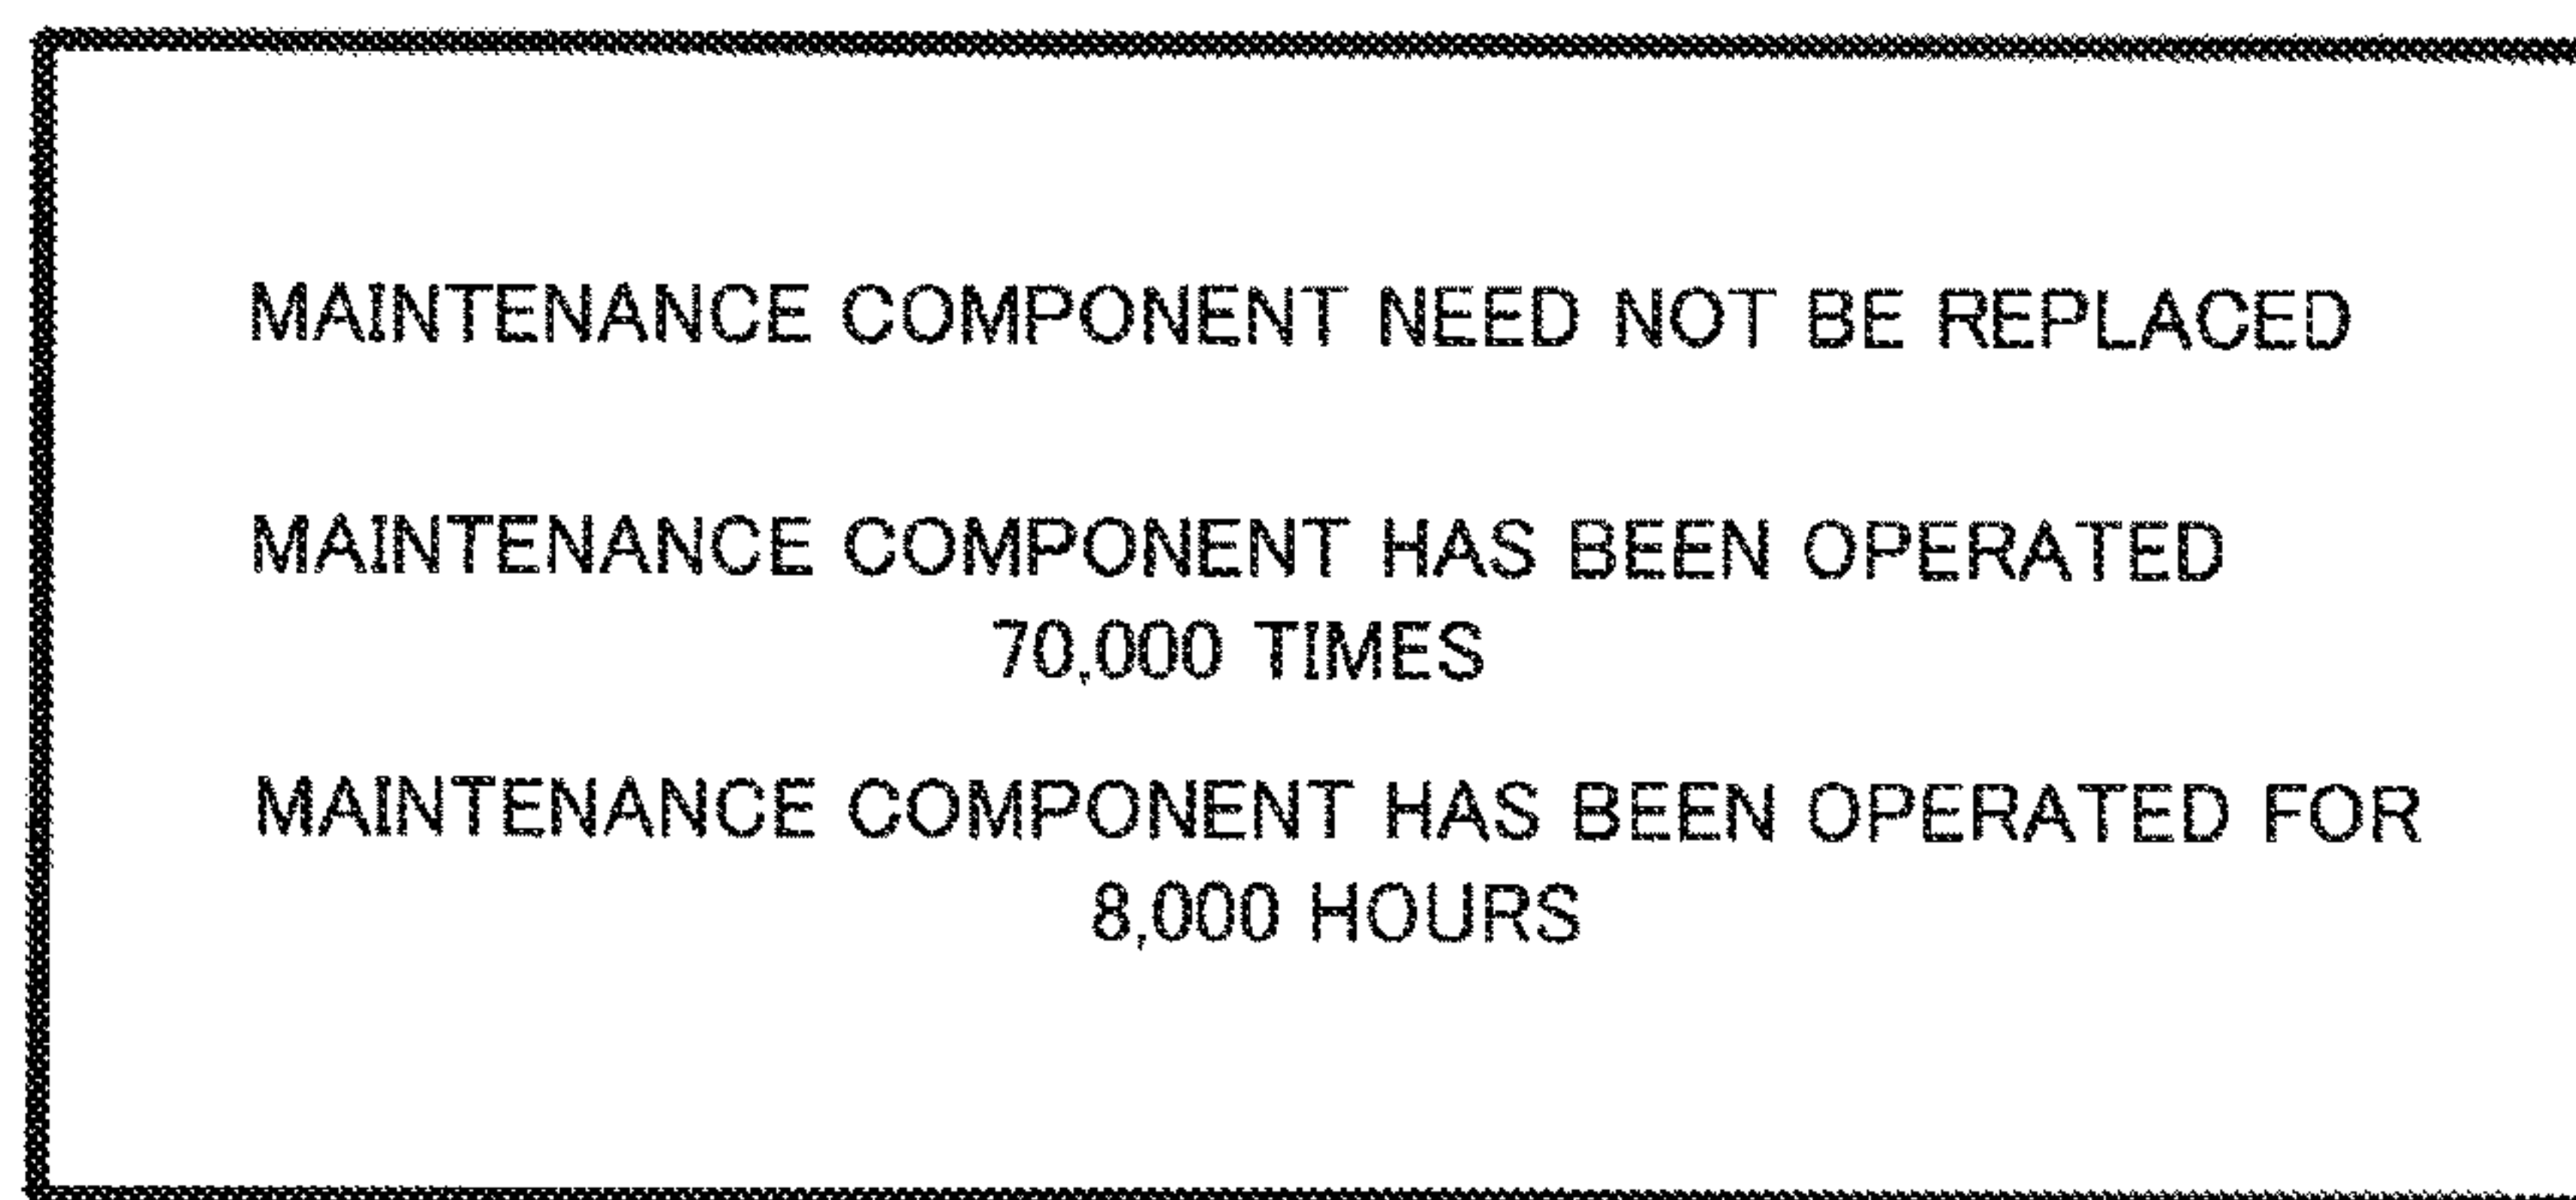 MAINTENANCE COMPONENT NEED NOT BE REPLACED
MAINTENANCE COMPONENT HAS BEEN OPERATED
70,000 TIMES
MAINTENANCE COMPONENT HAS BEEN OPERATED FOR
8,000 HOURS